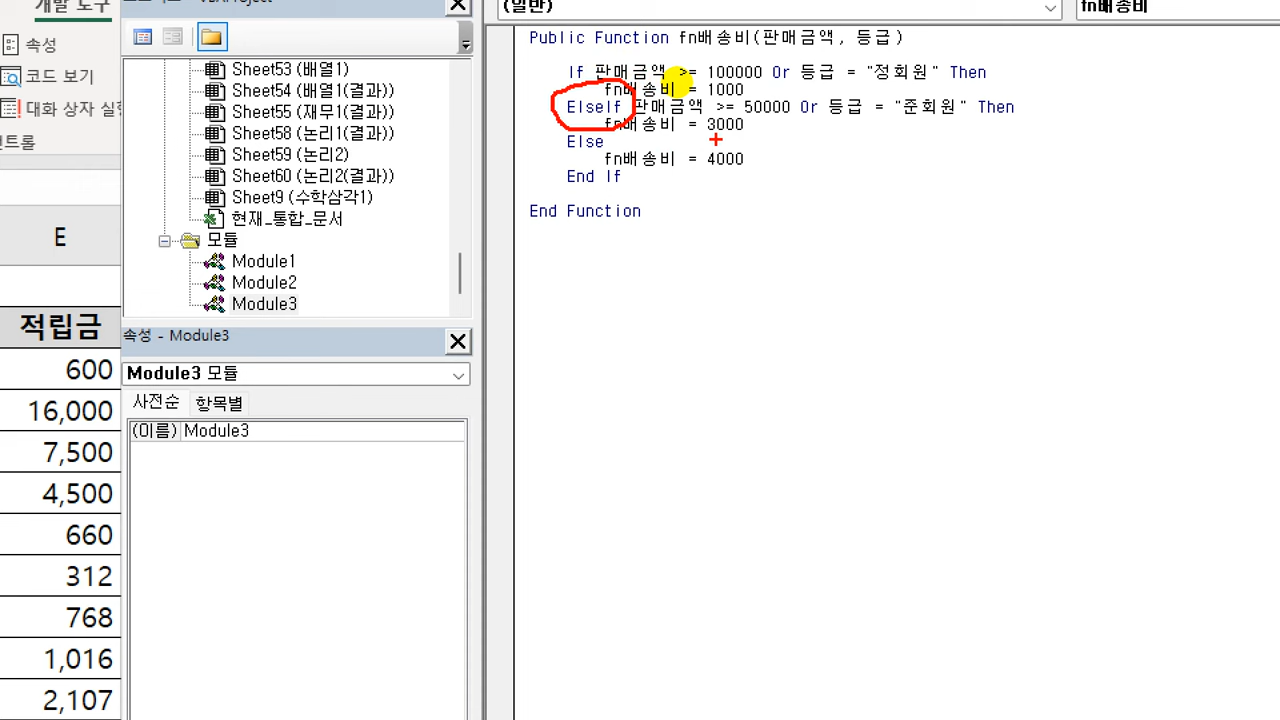 개발 도구
(일반)
fn배송비
속성
코드 보기
대화 상자 실행
E
적립금
600
16,000
7,500
4,500
660
312
768
1,016
2,107
Sheet53 (배열1)
Sheet54 (배열1(결과))
Sheet55 (재무1(결과))
Sheet58 (논리1(결과))
Sheet59 (논리2)
Sheet60 (논리2(결과))
Sheet9 (수학삼각1)
현재_통합_문서
모듈
Module1
Module2
Module3
속성 - Module3
Module3 모듈
사전순 항목별
(이름) Module3
Public Function fn배송비(판매금액, 등급)
If 판매금액 >= 100000 Or 등급 = "정회원" Then
fn배송비 = 1000
ElseIf 판매금액 >= 50000 Or 등급 = "준회원" Then
fn배송비 = 3000
Else
fn배송비 = 4000
End If
End Function